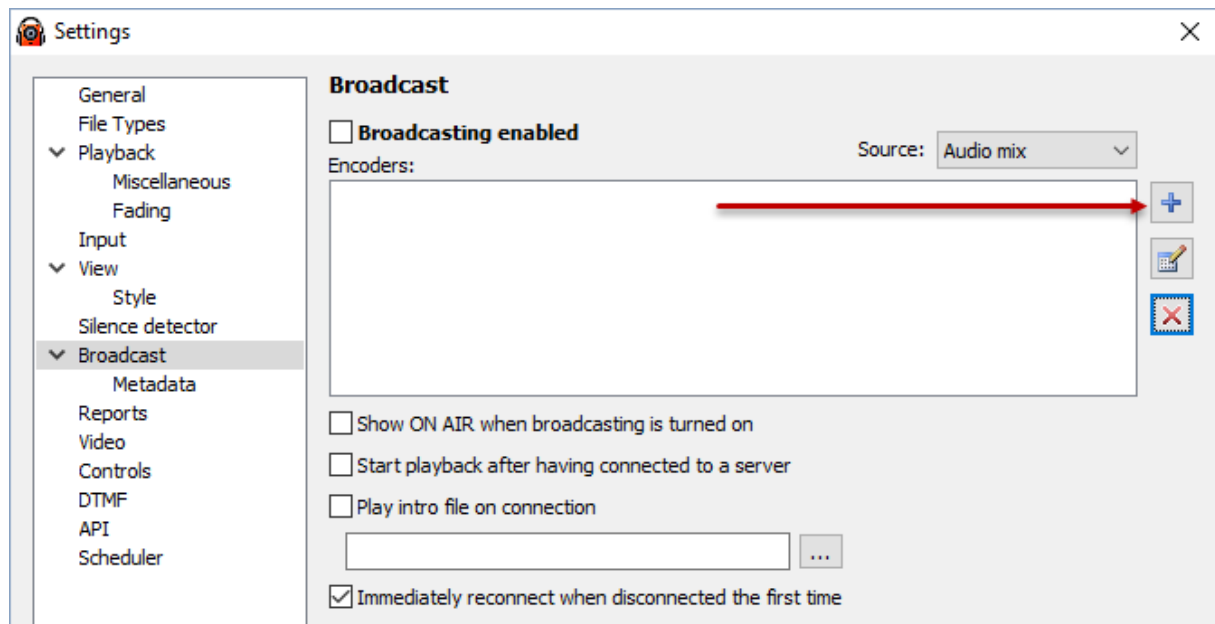 Settings
General
File Types
Playback
Miscellaneous
Fading
Input
View
Style
Silence detector
Broadcast
Metadata
Reports
Video
Controls
DTMF
API
Scheduler
Broadcast
Broadcasting enabled
Source: Audio mix
Encoders:
Show ON AIR when broadcasting is turned on
Start playback after having connected to a server
Play intro file on connection
...
Immediately reconnect when disconnected the first time